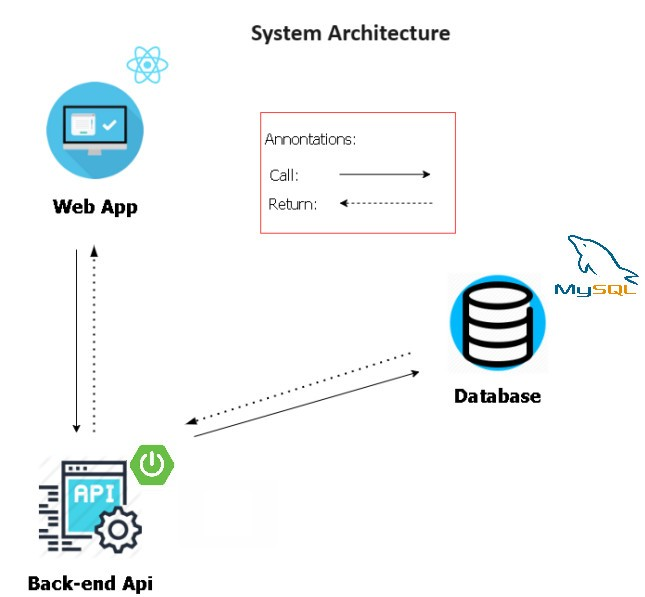 System Architecture
Annontations:
Call:
Return:
Web App
MySQL
Database
API
Back-end Api